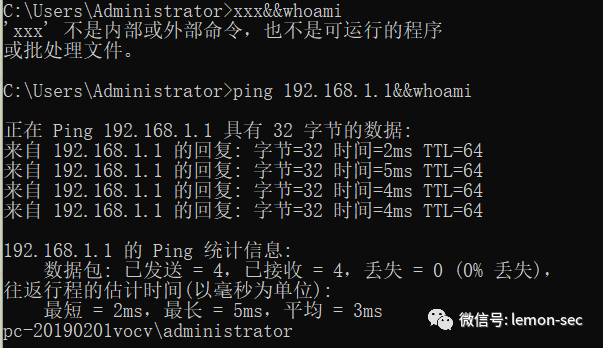 C:\Users\Administrator>xxx&&whoami
'xxx' 不是内部或外部命令，也不是可运行的程序
或批处理文件。
C:\Users\Administrator>ping 192.168.1.1&&whoami
正在 Ping 192.168.1.1 具有 32 字节的数据:
来自 192.168.1.1 的回复: 字节=32 时间=2ms TTL=64
来自 192.168.1.1 的回复: 字节=32 时间=5ms TTL=64
来自 192.168.1.1 的回复: 字节=32 时间=4ms TTL=64
来自 192.168.1.1 的回复: 字节=32 时间=4ms TTL=64
192.168.1.1 的 Ping 统计信息:
数据包: 已发送 = 4，已接收 = 4，丢失 = 0 (0% 丢失)，
往返行程的估计时间(以毫秒为单位):
最短 = 2ms，最长 = 5ms，平均 = 3ms
pc-20190201vocv\administrator
微信号: lemon-sec